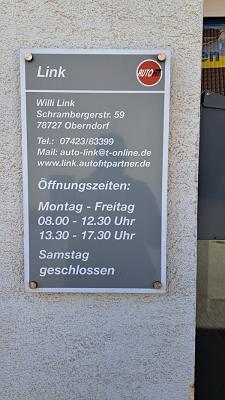 Link
AUTOFIT
Willi Link
Schrambergerstr. 59
78727 Oberndorf
Tel.: 07423/83399
Mail: auto-link@t-online.de
www.link.autofitpartner.de
Öffnungszeiten:
Montag - Freitag
08.00 - 12.30 Uhr
13.30 - 17.30 Uhr
Samstag
geschlossen